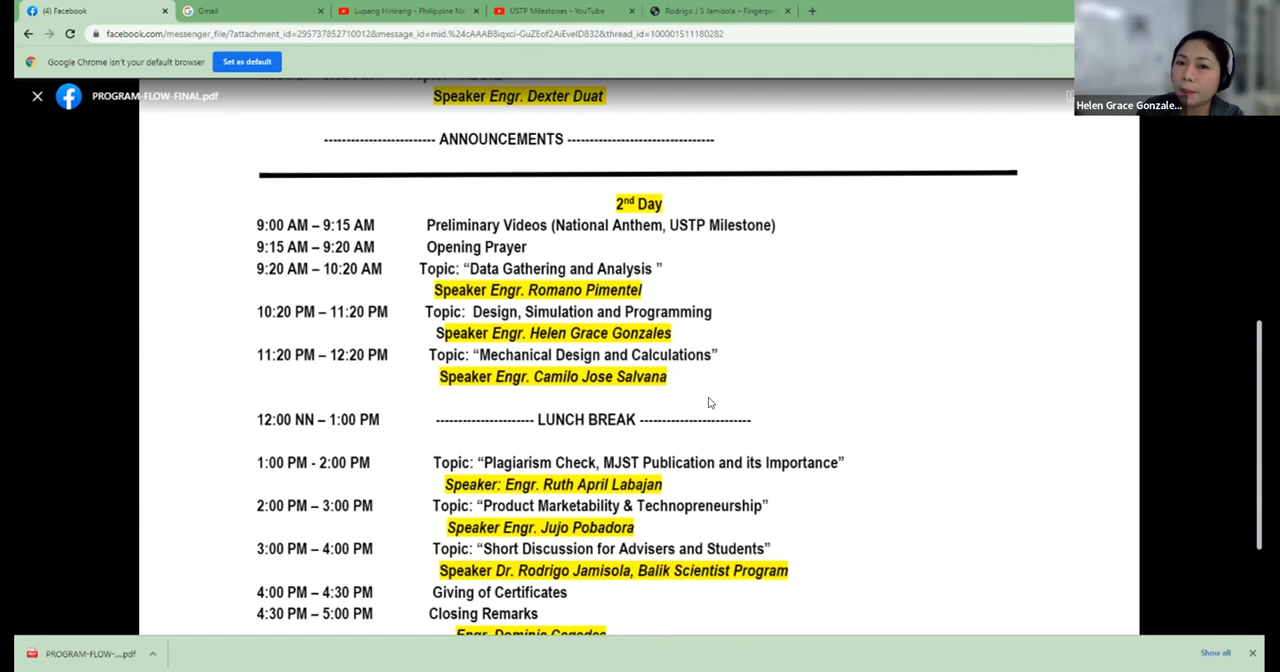 (4) Facebook
Gmail
Lupang Hinirang - Philippine Na
USTP Milestones - YouTube
Rodrigo J S Jamisola – Fingerpri
facebook.com/messenger_file/?attachment_id=295737852710012&message_id=mid.%24cAAAB8iqxci-GuZEof2AiEveID832&thread_id=100001511180282
Google Chrome isn't your default browser
Set as default
PROGRAM-FLOW-FINAL.pdf
Helen Grace Gonzale...
Speaker Engr. Dexter Duat
------------------------- ANNOUNCEMENTS ---------------------------------
2nd Day
9:00 AM – 9:15 AM Preliminary Videos (National Anthem, USTP Milestone)
9:15 AM – 9:20 AM Opening Prayer
9:20 AM – 10:20 AM Topic: “Data Gathering and Analysis ”
Speaker Engr. Romano Pimentel
10:20 PM – 11:20 PM Topic: Design, Simulation and Programming
Speaker Engr. Helen Grace Gonzales
11:20 PM – 12:20 PM Topic: “Mechanical Design and Calculations”
Speaker Engr. Camilo Jose Salvana
12:00 NN – 1:00 PM ---------------------- LUNCH BREAK -------------------------
1:00 PM - 2:00 PM Topic: “Plagiarism Check, MJST Publication and its Importance”
Speaker: Engr. Ruth April Labajan
2:00 PM – 3:00 PM Topic: “Product Marketability & Technopreneurship”
Speaker Engr. Jujo Pobadora
3:00 PM – 4:00 PM Topic: “Short Discussion for Advisers and Students”
Speaker Dr. Rodrigo Jamisola, Balik Scientist Program
4:00 PM – 4:30 PM Giving of Certificates
4:30 PM – 5:00 PM Closing Remarks
PROGRAM-FLOW-....pdf
Show all